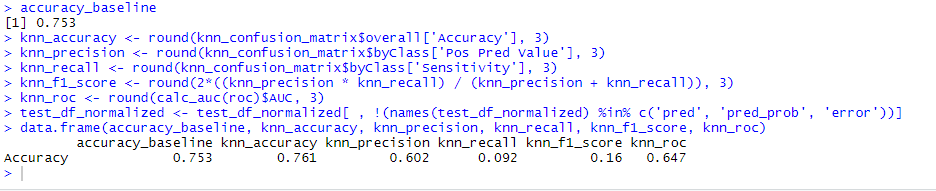 > accuracy_baseline
[1] 0.753
> knn_accuracy <- round(knn_confusion_matrix$overall['Accuracy'], 3)
> knn_precision <- round(knn_confusion_matrix$byClass['Pos Pred Value'], 3)
> knn_recall <- round(knn_confusion_matrix$byClass['Sensitivity'], 3)
> knn_f1_score <- round(2*((knn_precision * knn_recall) / (knn_precision + knn_recall)), 3)
> knn_roc <- round(calc_auc(roc)$AUC, 3)
> test_df_normalized <- test_df_normalized[ , !(names(test_df_normalized) %in% c('pred', 'pred_prob', 'error'))]
> data.frame(accuracy_baseline, knn_accuracy, knn_precision, knn_recall, knn_f1_score, knn_roc)
         accuracy_baseline knn_accuracy knn_precision knn_recall knn_f1_score knn_roc
Accuracy             0.753        0.761         0.602      0.092         0.16   0.647
>